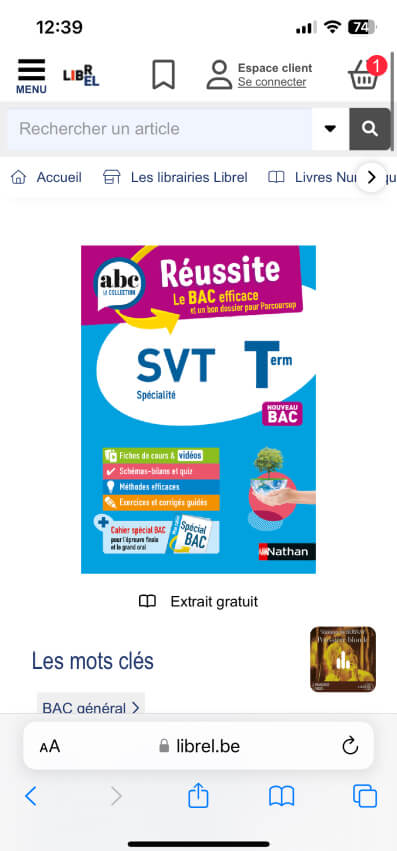 12:39
74
MENU
LIBR
EL
Espace client
Se connecter
1
Rechercher un article
Accueil
Les librairies Librel
Livres Nu
qu
abc
LA COLLECTION
Réussite
Le BAC efficace
et un bon dossier pour Parcoursup
SVT
Term
Spécialité
NOUVEAU
BAC
Fiches de cours & vidéos
Schémas-bilans et quiz
Méthodes efficaces
Exercices et corrigés guidés
Cahier spécial BAC
pour l'épreuve finale
et le grand oral
Spécial
BAC
Nathan
Extrait gratuit
Les mots clés
BAC général
AA
librel.be